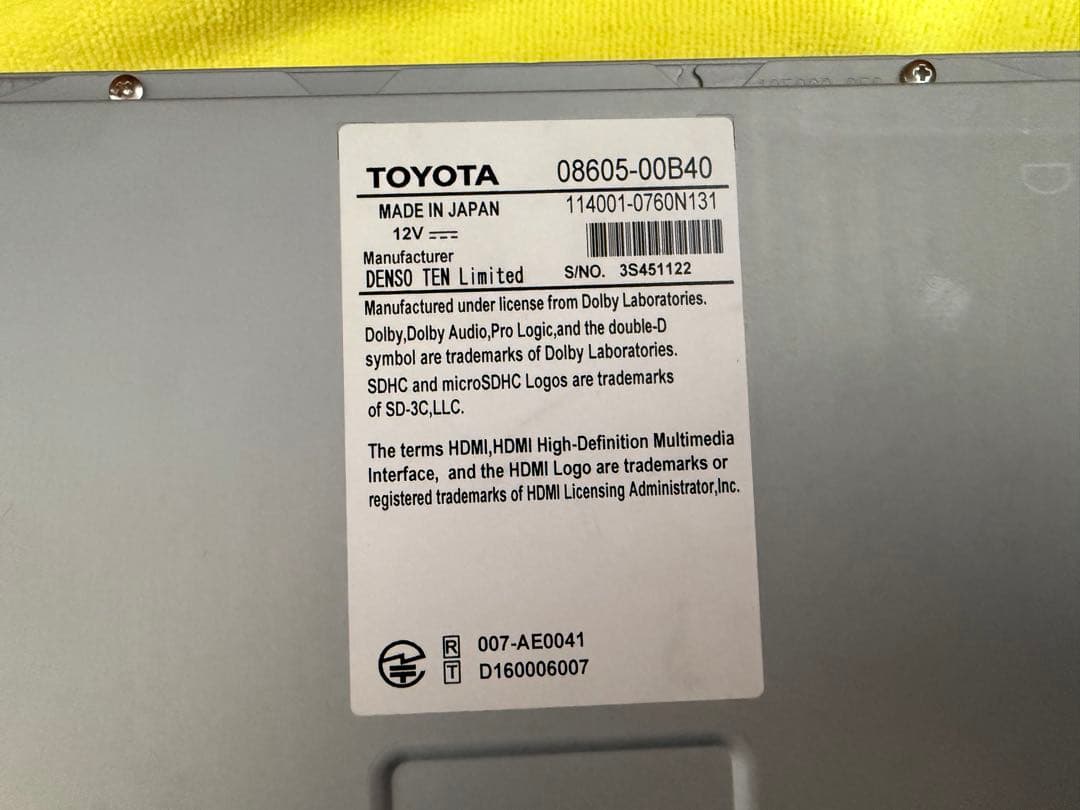 TOYOTA 08605-00B40
MADE IN JAPAN 114001-0760N131
12V
Manufacturer
DENSO TEN Limited S/NO. 3S451122
Manufactured under license from Dolby Laboratories.
Dolby,Dolby Audio,Pro Logic,and the double-D
symbol are trademarks of Dolby Laboratories.
SDHC and microSDHC Logos are trademarks
of SD-3C,LLC.
The terms HDMI,HDMI High-Definition Multimedia
Interface, and the HDMI Logo are trademarks or
registered trademarks of HDMI Licensing Administrator,Inc.
R 007-AE0041
T D160006007